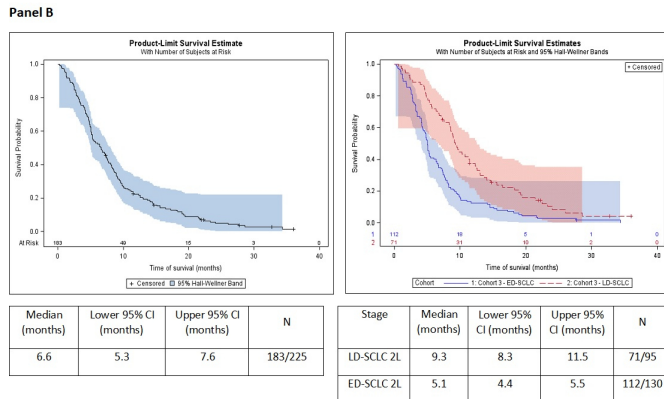 Panel B
Product-Limit Survival Estimate
With Number of Subjects at Risk
1.0
0.8
0.6
0.4
0.2
0.0
Survival Probability
At Risk 183 49 15 3 0
0 10 20 30 40
Time of survival (months)
+ Censored 95% Hall-Wellner Band
Product-Limit Survival Estimates
With Number of Subjects at Risk and 95% Hall-Wellner Bands
+ Censored
1.0
0.8
0.6
0.4
0.2
0.0
Survival Probability
1 112 18 5 1 0
2 71 31 10 2 0
0 10 20 30 40
Time of survival (months)
Cohort 1: Cohort 3 - ED-SCLC 2: Cohort 3 - LD-SCLC
Median (months) Lower 95% CI (months) Upper 95% CI (months) N
6.6 5.3 7.6 183/225
Stage Median (months) Lower 95% CI (months) Upper 95% CI (months) N
LD-SCLC 2L 9.3 8.3 11.5 71/95
ED-SCLC 2L 5.1 4.4 5.5 112/130